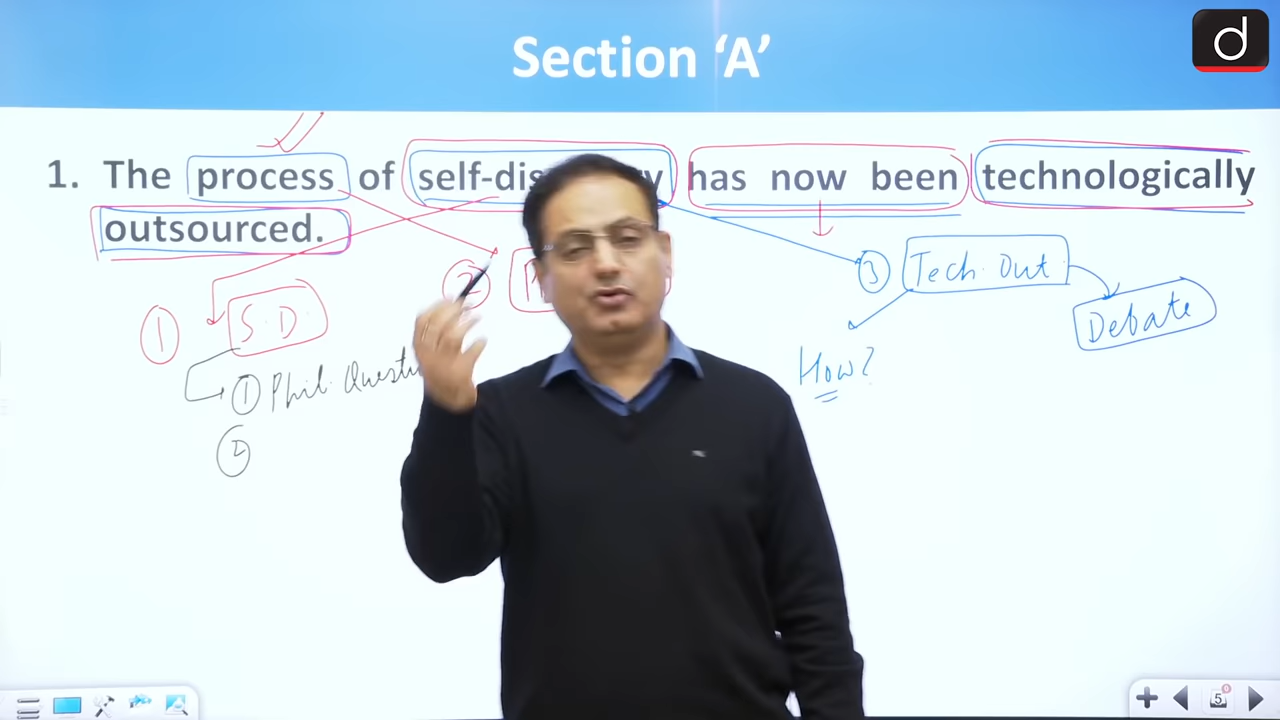 Section ‘A’
d
1. The process of self-dis y has now been technologically
outsourced.
① S.D.
②
③ Tech. Out.
Debate
① Phil.
How?
②
5